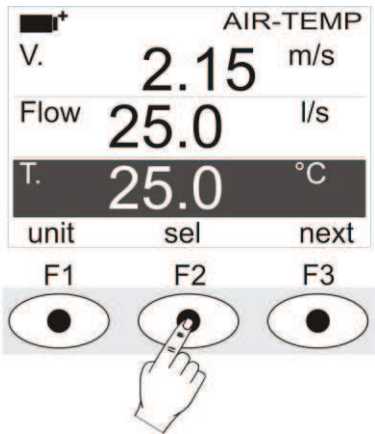 AIR-TEMP
V. 2.15 m/s
Flow 25.0 l/s
T. 25.0 °C
unit sel next
F1 F2 F3